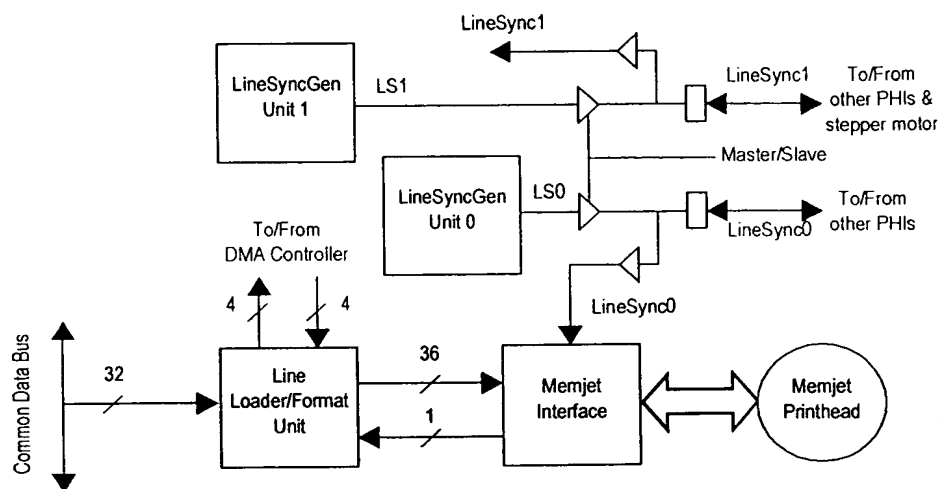 LineSync1
LineSyncGen
Unit 1
LS1
LineSync1
To/From
other PHIs &
stepper motor
Master/Slave
LineSyncGen
Unit 0
LS0
LineSync0
To/From
other PHIs
To/From
DMA Controller
4
4
LineSync0
Common Data Bus
32
Line
Loader/Format
Unit
36
1
Memjet
Interface
Memjet
Printhead